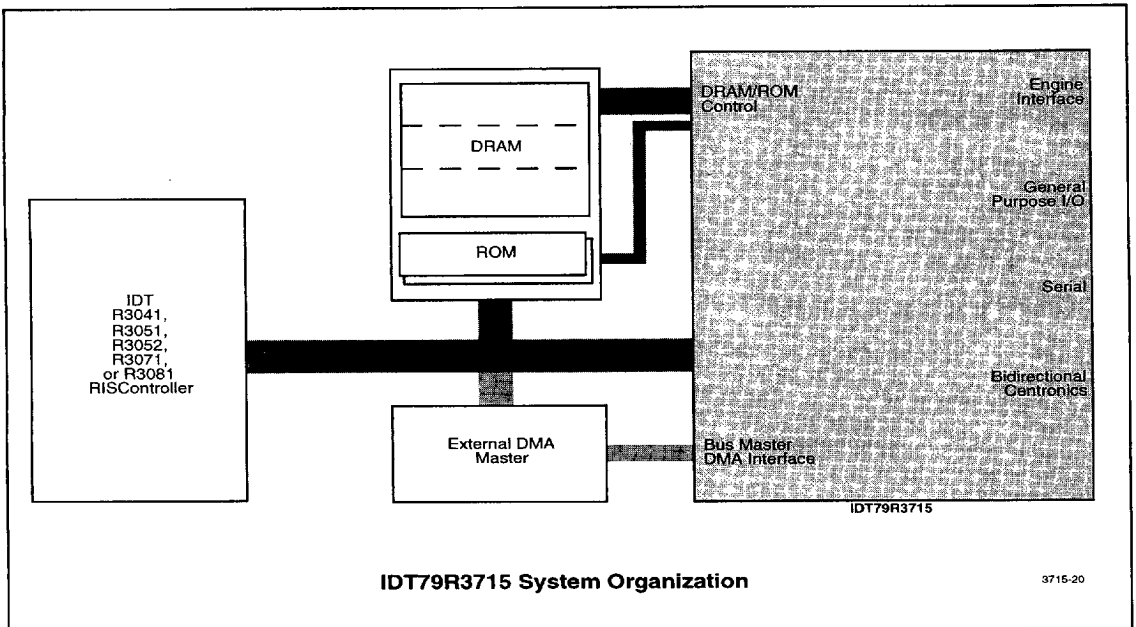 DRAM/ROM
Control
Engine
Interface
DRAM
General
Purpose I/O
ROM
Serial
IDT
R3041,
R3051,
R3052,
R3071,
or R3081
RISController
Bidirectional
Centronics
External DMA
Master
Bus Master
DMA Interface
IDT79R3715
IDT79R3715 System Organization
3715-20